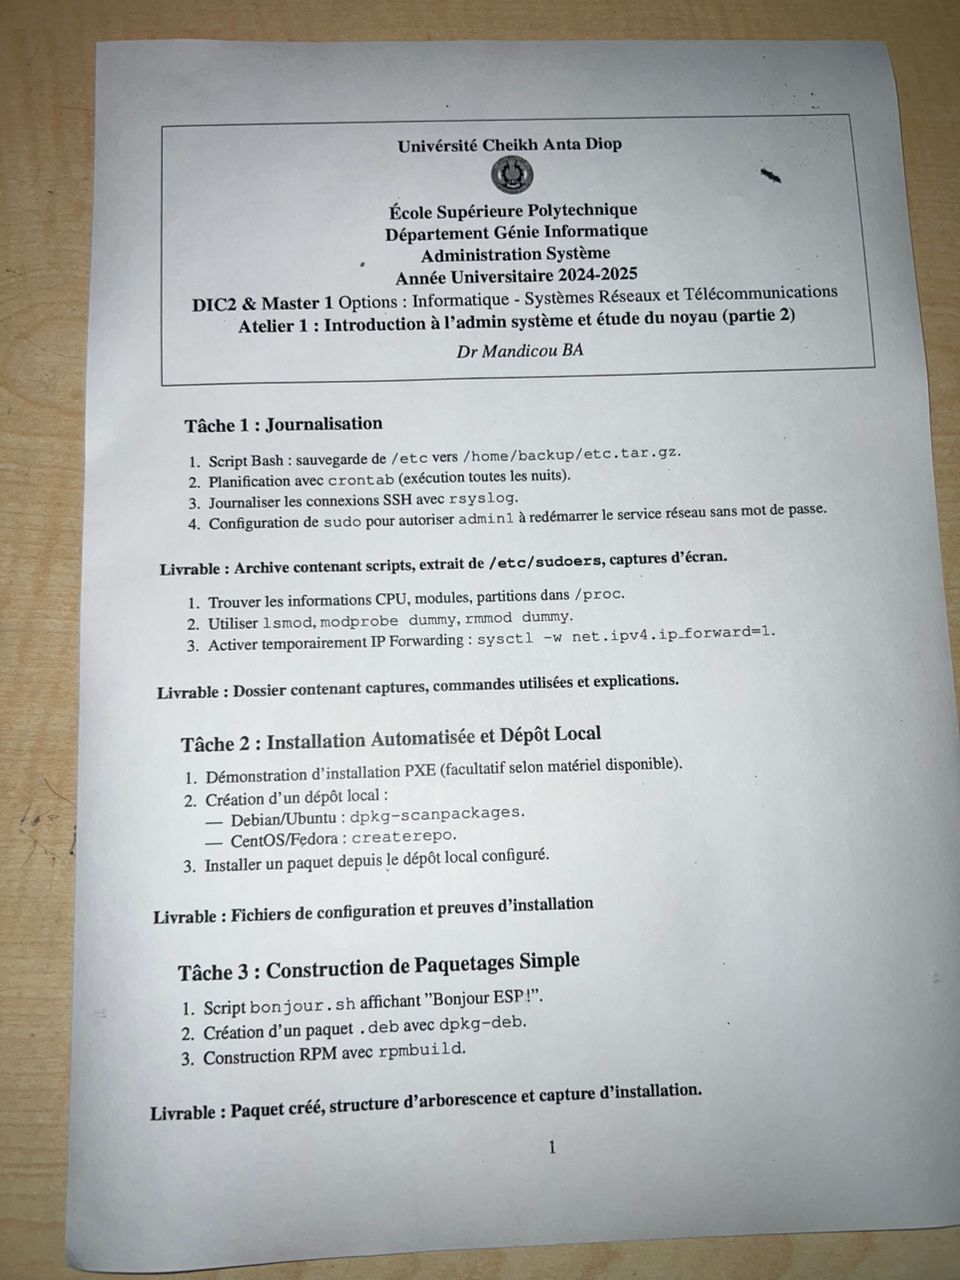 Univérsité Cheikh Anta Diop
École Supérieure Polytechnique
Département Génie Informatique
Administration Système
Année Universitaire 2024-2025
DIC2 & Master 1 Options : Informatique - Systèmes Réseaux et Télécommunications
Atelier 1 : Introduction à l'admin système et étude du noyau (partie 2)
Dr Mandicou BA
Tâche 1 : Journalisation
1. Script Bash : sauvegarde de /etc vers /home/backup/etc.tar.gz.
2. Planification avec crontab (exécution toutes les nuits).
3. Journaliser les connexions SSH avec rsyslog.
4. Configuration de sudo pour autoriser admin1 à redémarrer le service réseau sans mot de passe.
Livrable : Archive contenant scripts, extrait de /etc/sudoers, captures d'écran.
1. Trouver les informations CPU, modules, partitions dans /proc.
2. Utiliser lsmod, modprobe dummy, rmmod dummy.
3. Activer temporairement IP Forwarding : sysctl -w net.ipv4.ip_forward=1.
Livrable : Dossier contenant captures, commandes utilisées et explications.
Tâche 2 : Installation Automatisée et Dépôt Local
1. Démonstration d'installation PXE (facultatif selon matériel disponible).
2. Création d'un dépôt local :
— Debian/Ubuntu : dpkg-scanpackages.
— CentOS/Fedora : createrepo.
3. Installer un paquet depuis le dépôt local configuré.
Livrable : Fichiers de configuration et preuves d'installation
Tâche 3 : Construction de Paquetages Simple
1. Script bonjour.sh affichant "Bonjour ESP!".
2. Création d'un paquet .deb avec dpkg-deb.
3. Construction RPM avec rpmbuild.
Livrable : Paquet créé, structure d'arborescence et capture d'installation.
1